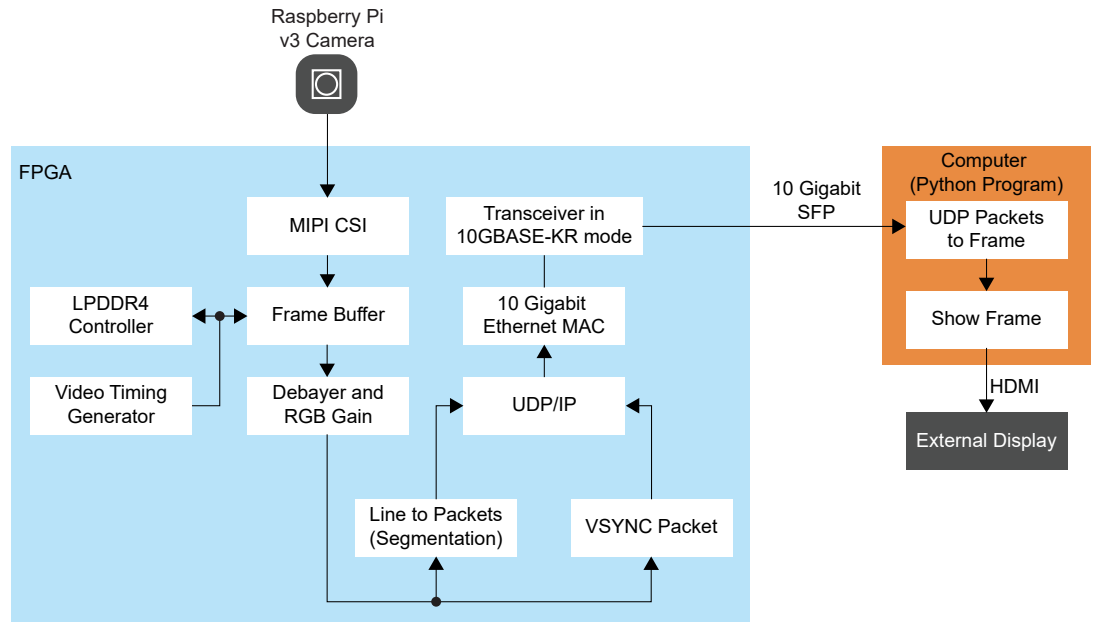 Raspberry Pi
v3 Camera
FPGA
MIPI CSI
LPDDR4
Controller
Frame Buffer
Video Timing
Generator
Debayer and
RGB Gain
Transceiver in
10GBASE-KR mode
10 Gigabit
Ethernet MAC
UDP/IP
Line to Packets
(Segmentation)
VSYNC Packet
10 Gigabit
SFP
Computer
(Python Program)
UDP Packets
to Frame
Show Frame
HDMI
External Display